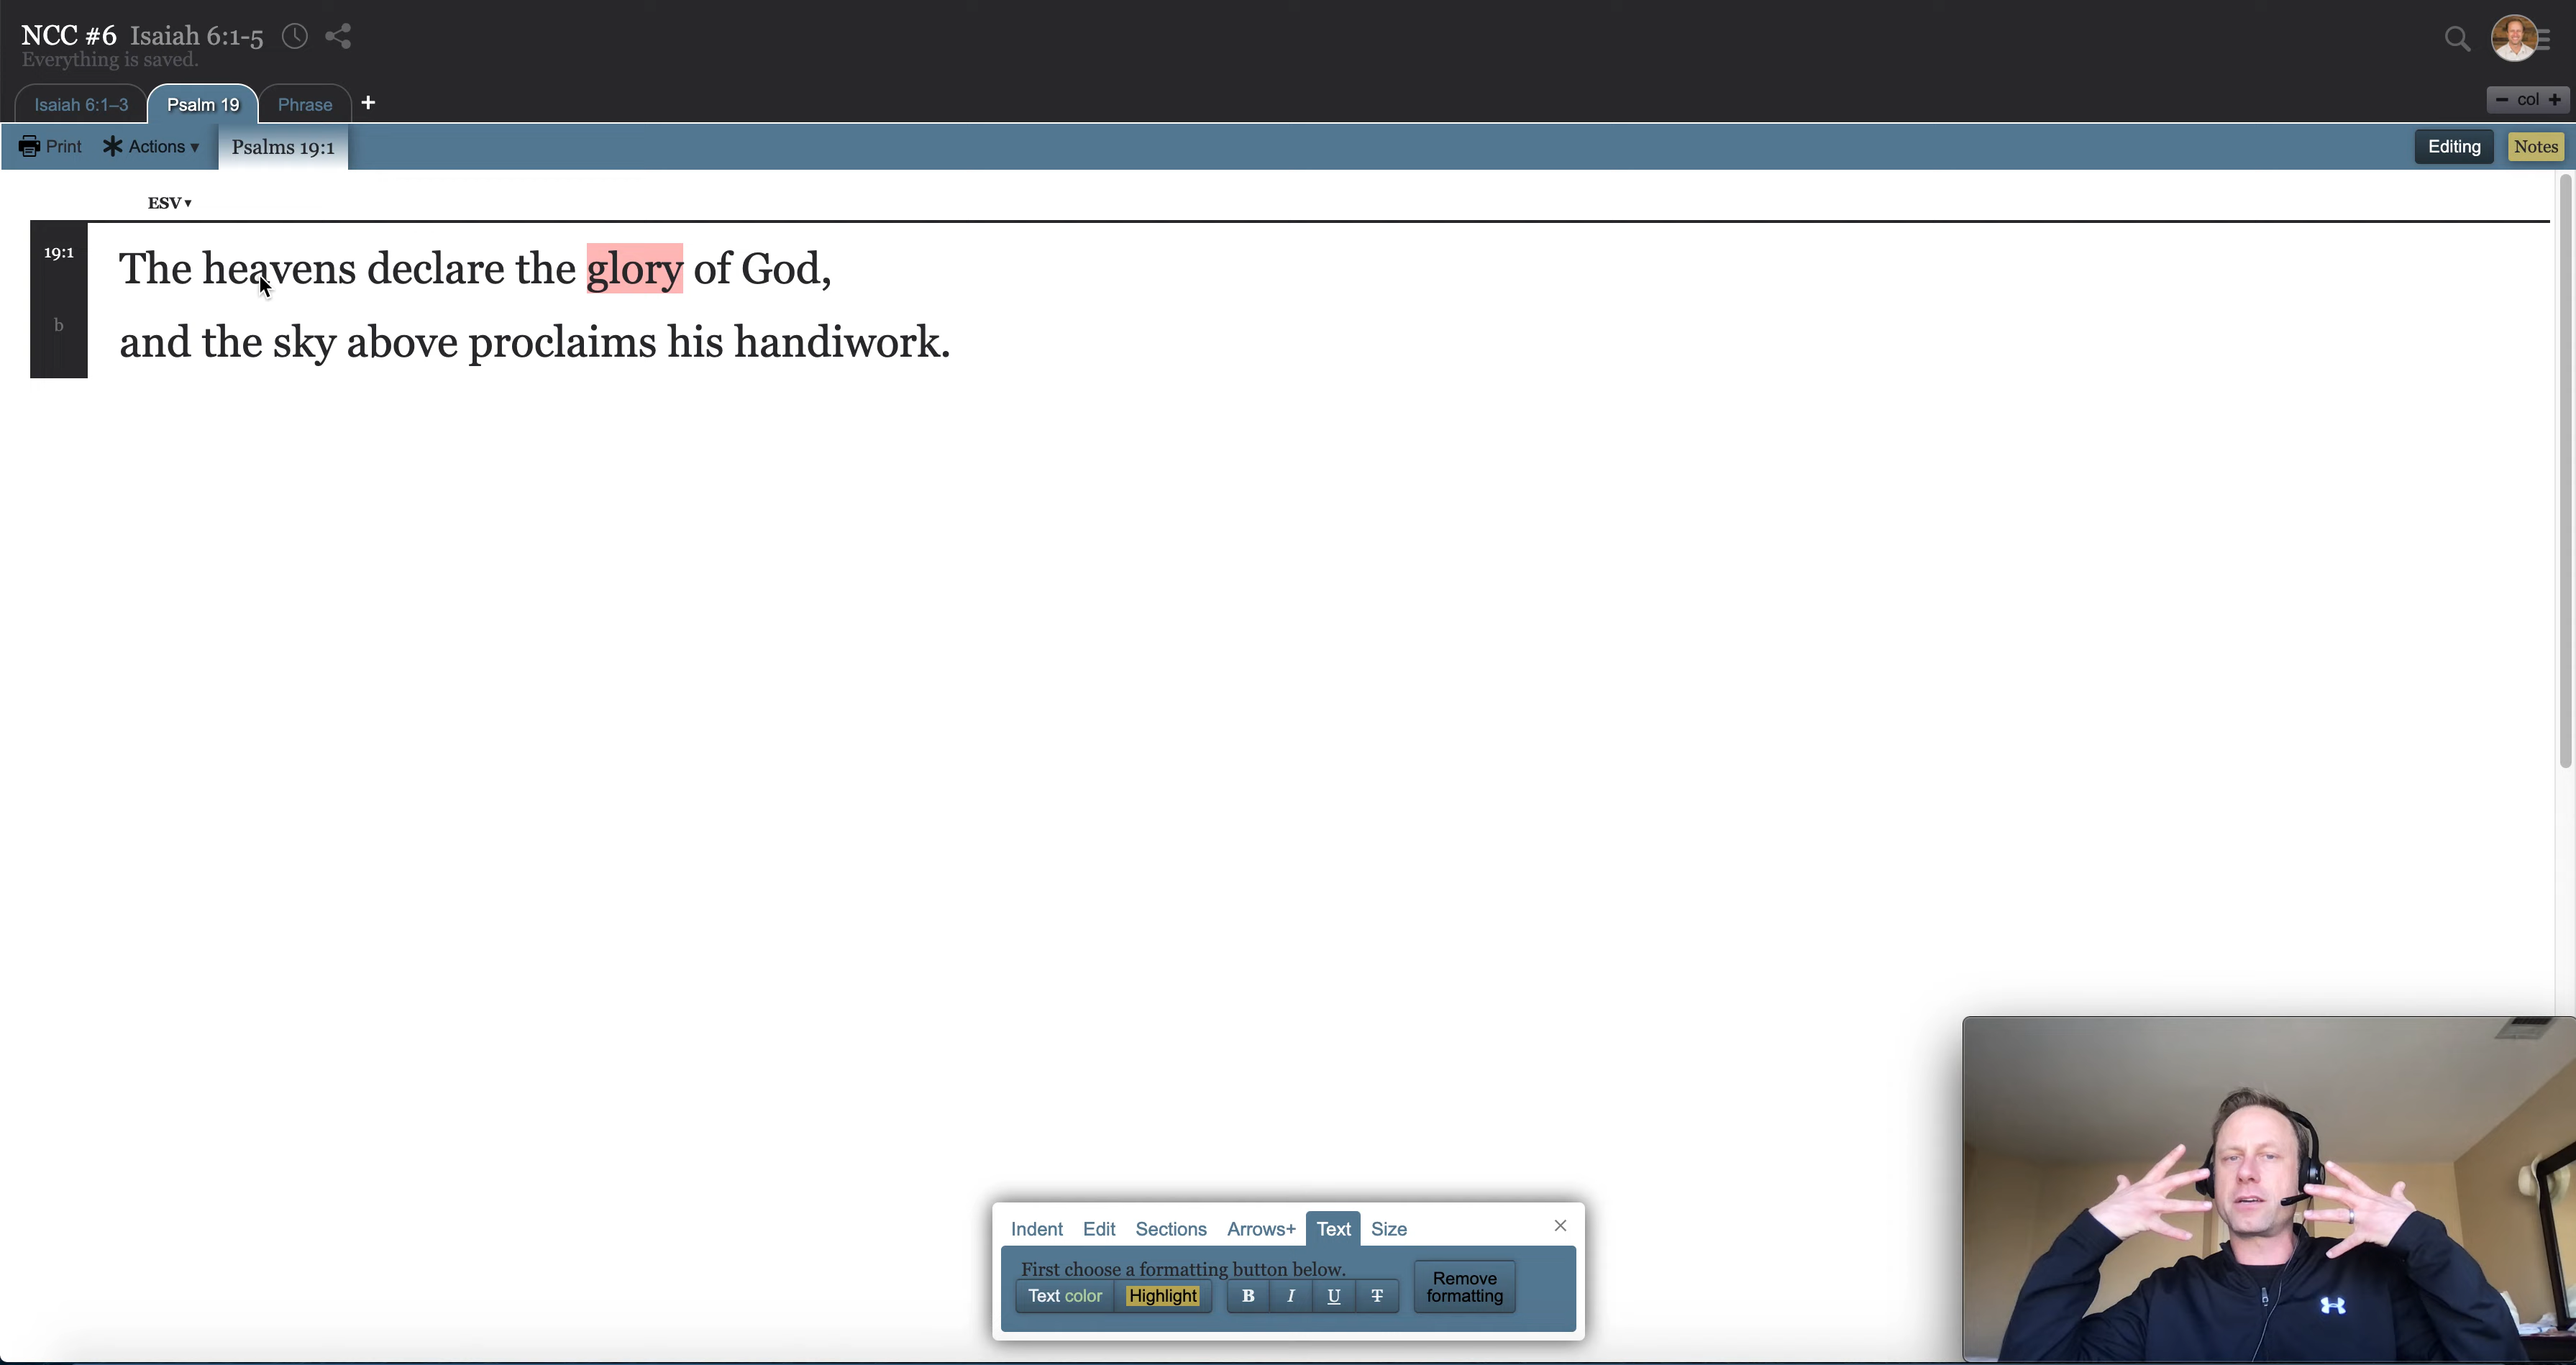 NCC #6 Isaiah 6:1-5
Everything is saved.
Isaiah 6:1–3 Psalm 19 Phrase +
− col +
Print Actions ▾ Psalms 19:1 Editing Notes
ESV ▾
19:1 The heavens declare the glory of God,
b and the sky above proclaims his handiwork.
Indent Edit Sections Arrows+ Text Size ×
First choose a formatting button below.
Text color Highlight B I U T Remove formatting